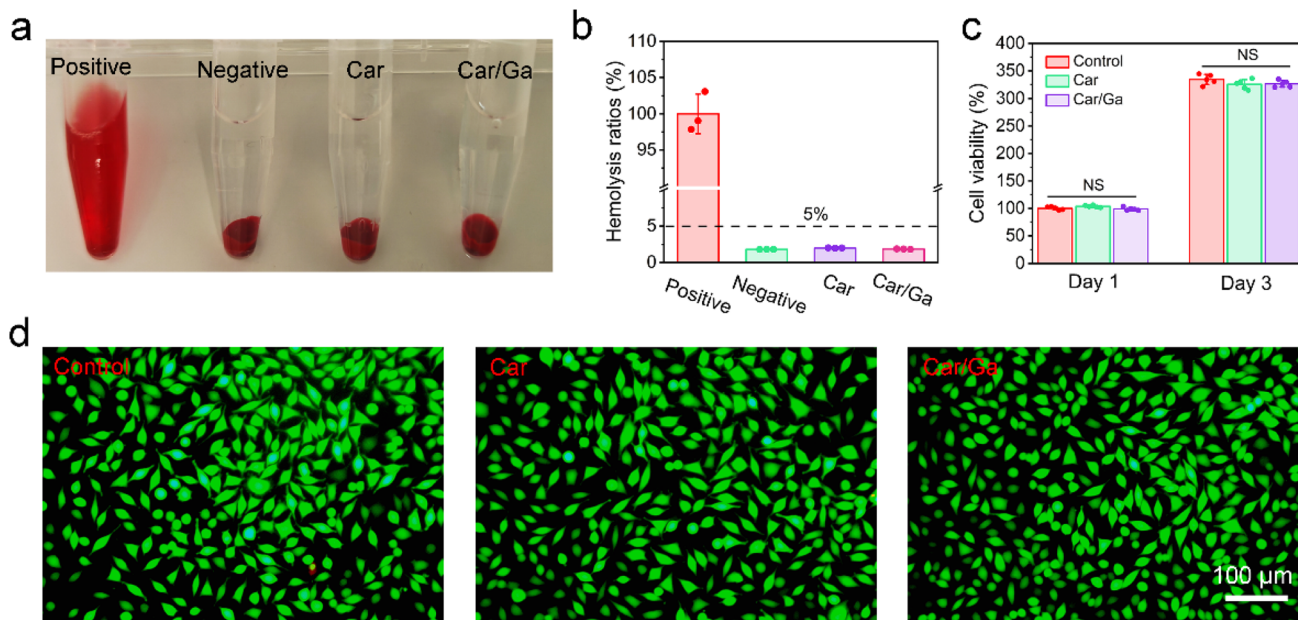 a
Positive
Negative
Car
Car/Ga
b
Hemolysis ratios (%)
110
105
100
95
5
0
5%
Positive
Negative
Car
Car/Ga
c
Cell viability (%)
400
350
300
250
200
150
100
50
0
Control
Car
Car/Ga
NS
NS
Day 1
Day 3
d
Control
Car
Car/Ga
100 μm